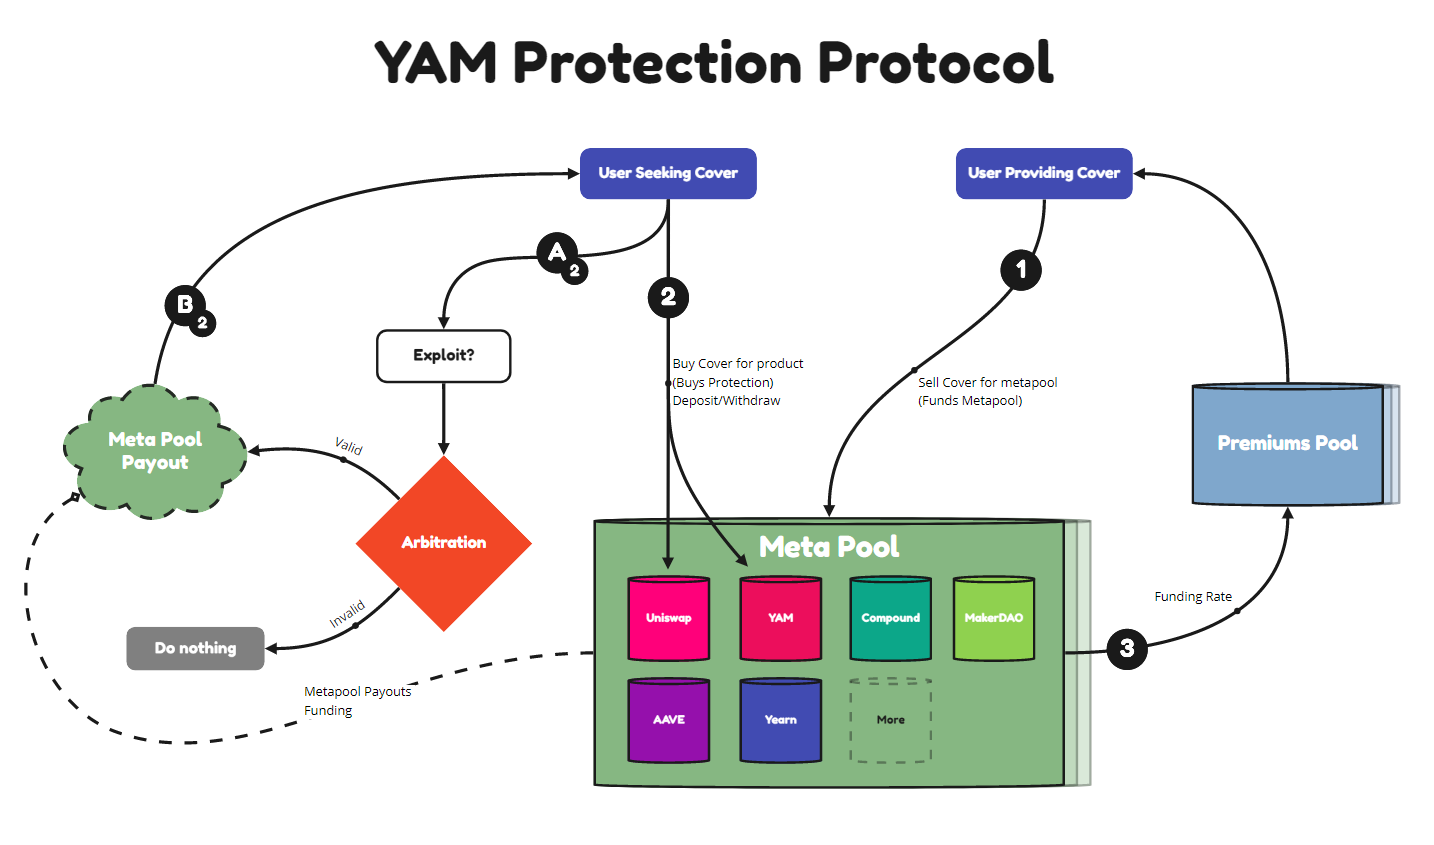 YAM Protection Protocol
User Seeking Cover
User Providing Cover
A
2
B
2
2
1
Exploit?
Buy Cover for product
(Buys Protection)
Deposit/Withdraw
Sell Cover for metapool
(Funds Metapool)
Meta Pool
Payout
Valid
Premiums Pool
Arbitration
Meta Pool
Invalid
Do nothing
Uniswap
YAM
Compound
MakerDAO
Funding Rate
3
Metapool Payouts
Funding
AAVE
Yearn
More